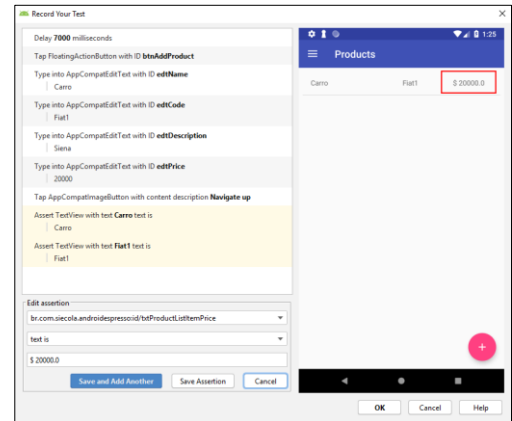 Record Your Test
Delay 7000 milliseconds
Tap FloatingActionButton with ID btnAddProduct
Type into AppCompatEditText with ID edtName
Carro
Type into AppCompatEditText with ID edtCode
Fiat1
Type into AppCompatEditText with ID edtDescription
Siena
Type into AppCompatEditText with ID edtPrice
20000
Tap AppCompatImageButton with content description Navigate up
Assert TextView with text Carro text is
Carro
Assert TextView with text Fiat1 text is
Fiat1
Edit assertion
br.com.siecola.androidespresso:id/txtProductListItemPrice
text is
$ 20000.0
Save and Add Another Save Assertion Cancel
1:25
Products
Carro Fiat1 $ 20000.0
OK Cancel Help